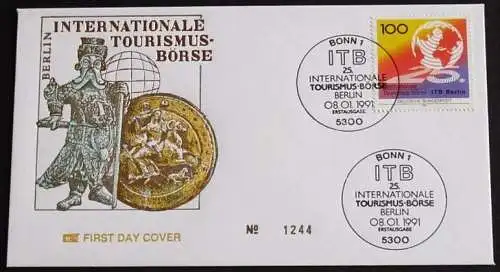 BERLIN
INTERNATIONALE
TOURISMUS-
BÖRSE
BONN 1
ITB
25.
INTERNATIONALE
TOURISMUS-BÖRSE
BERLIN
08.01.1991
ERSTAUSGABE
5300
100
ITB Berlin
DEUTSCHE BUNDESPOST
BONN 1
ITB
25.
INTERNATIONALE
TOURISMUS-BÖRSE
BERLIN
08.01.1991
ERSTAUSGABE
5300
FIRST DAY COVER
No 1244